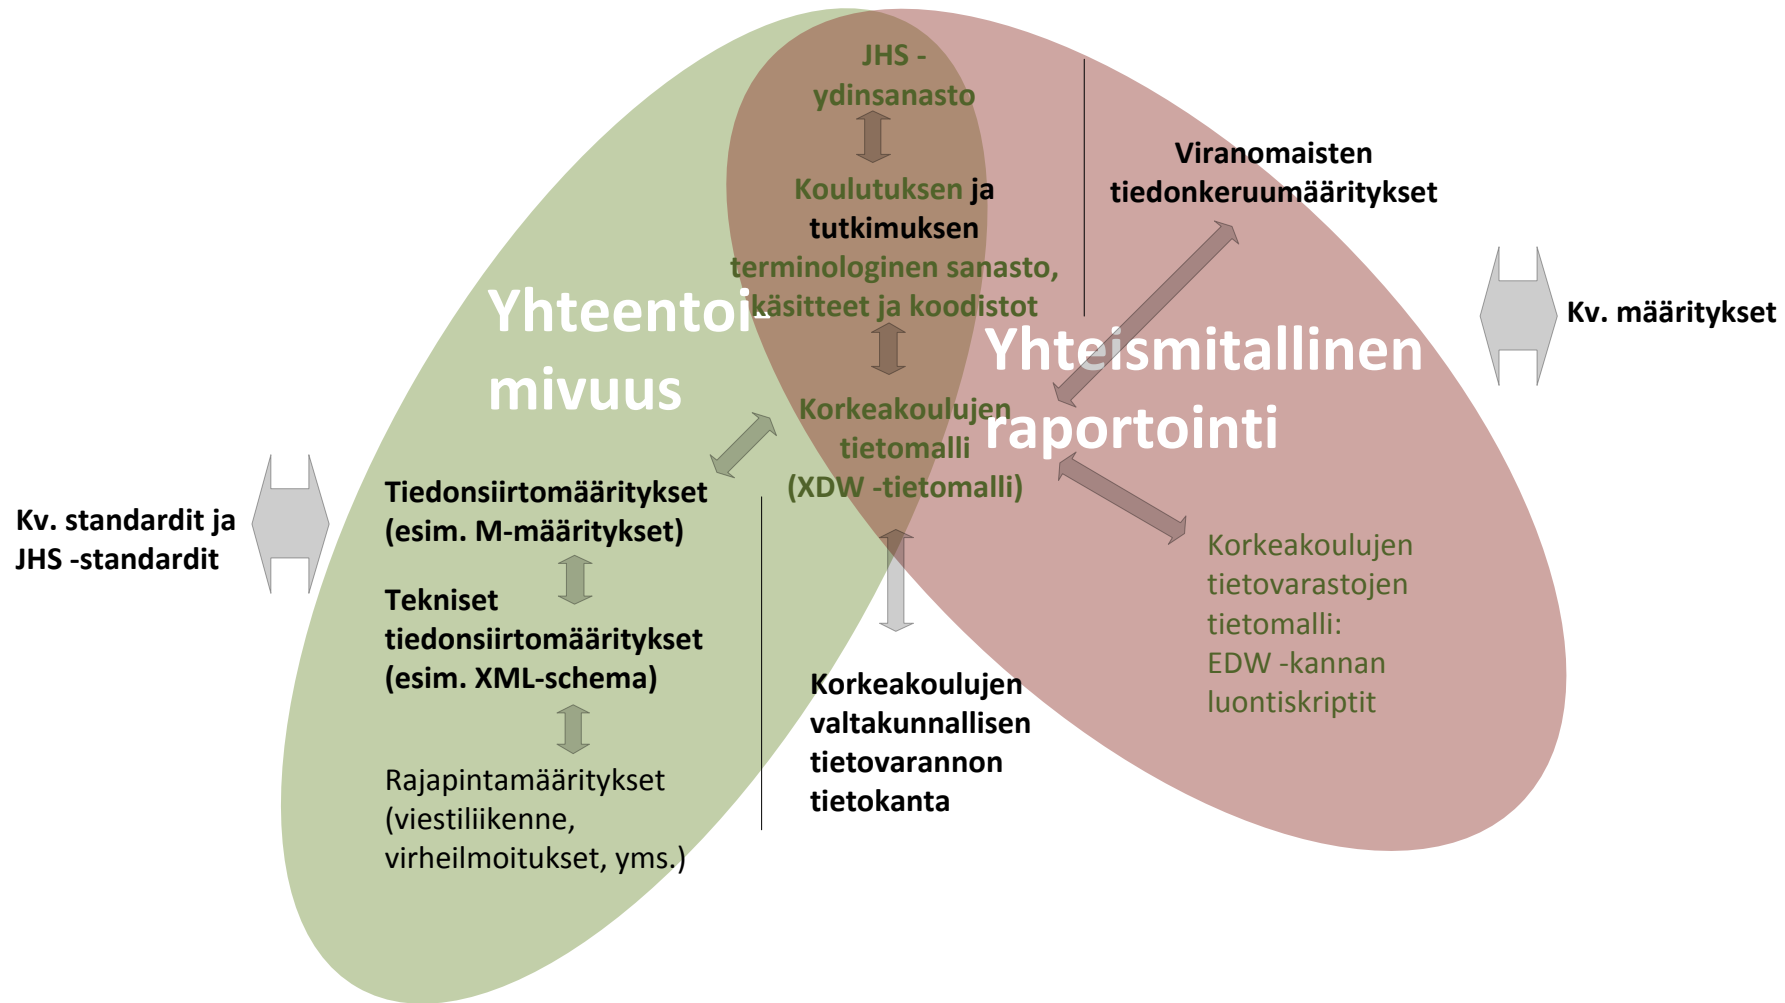 JHS -
ydinsanasto
Koulutuksen ja
tutkimuksen
terminologinen sanasto,
käsitteet ja koodistot
Korkeakoulujen
tietomalli
(XDW -tietomalli)
Viranomaisten
tiedonkeruumääritykset
Yhteentoi-
mivuus
Yhteismitallinen
raportointi
Kv. määritykset
Kv. standardit ja
JHS -standardit
Tiedonsiirtomääritykset
(esim. M-määritykset)
Tekniset
tiedonsiirtomääritykset
(esim. XML-schema)
Rajapintamääritykset
(viestiliikenne,
virheilmoitukset, yms.)
Korkeakoulujen
valtakunnallisen
tietovarannon
tietokanta
Korkeakoulujen
tietovarastojen
tietomalli:
EDW -kannan
luontiskriptit